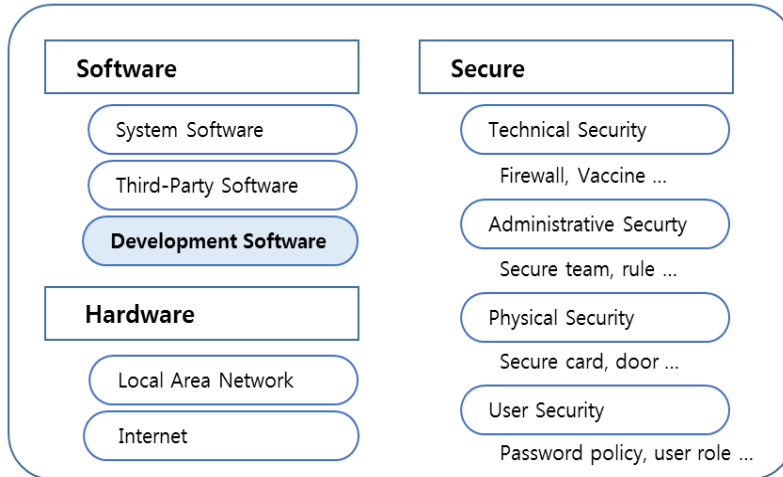 Software
System Software
Third-Party Software
Development Software
Hardware
Local Area Network
Internet
Secure
Technical Security
Firewall, Vaccine ...
Administrative Securty
Secure team, rule ...
Physical Security
Secure card, door ...
User Security
Password policy, user role ...